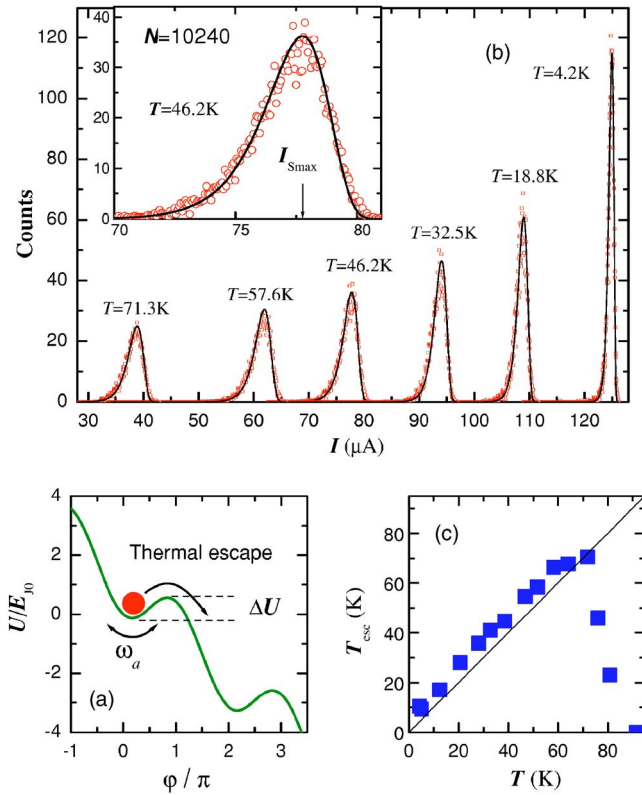 N=10240
(b)
T=4.2K
T=46.2K
I_Smax
T=18.8K
T=32.5K
T=46.2K
T=57.6K
T=71.3K
Counts
0 20 40 60 80 100 120
0 10 20 30 40
70 75 80
30 40 50 60 70 80 90 100 110 120
I (μA)
4
2
0
-2
-4
U/E_J0
Thermal escape
ΔU
ω_a
(a)
-1 0 1 2 3
φ / π
(c)
80
60
40
20
0
T_esc (K)
0 20 40 60 80
T (K)